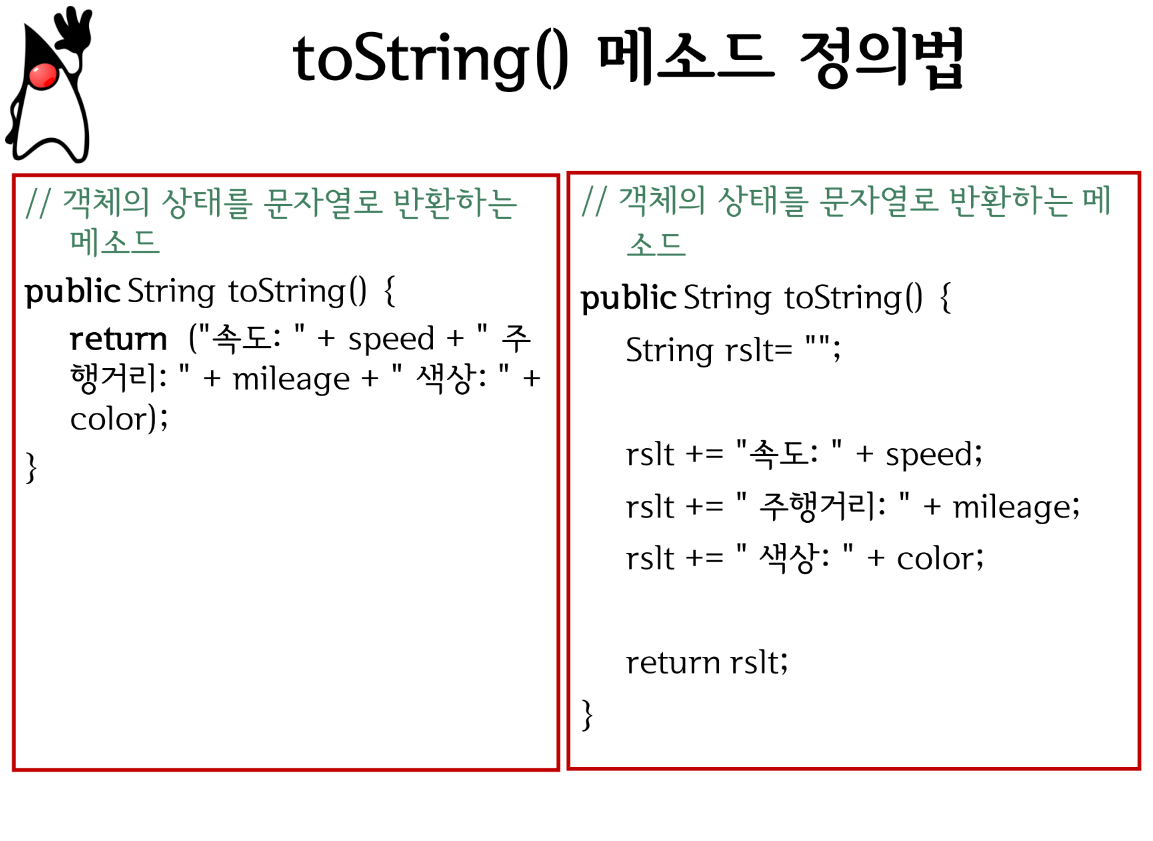 toString() 메소드 정의법
// 객체의 상태를 문자열로 반환하는
메소드
public String toString() {
return ("속도: " + speed + " 주
행거리: " + mileage + " 색상: " +
color);
}
// 객체의 상태를 문자열로 반환하는 메
소드
public String toString() {
String rslt= "";
rslt += "속도: " + speed;
rslt += " 주행거리: " + mileage;
rslt += " 색상: " + color;
return rslt;
}